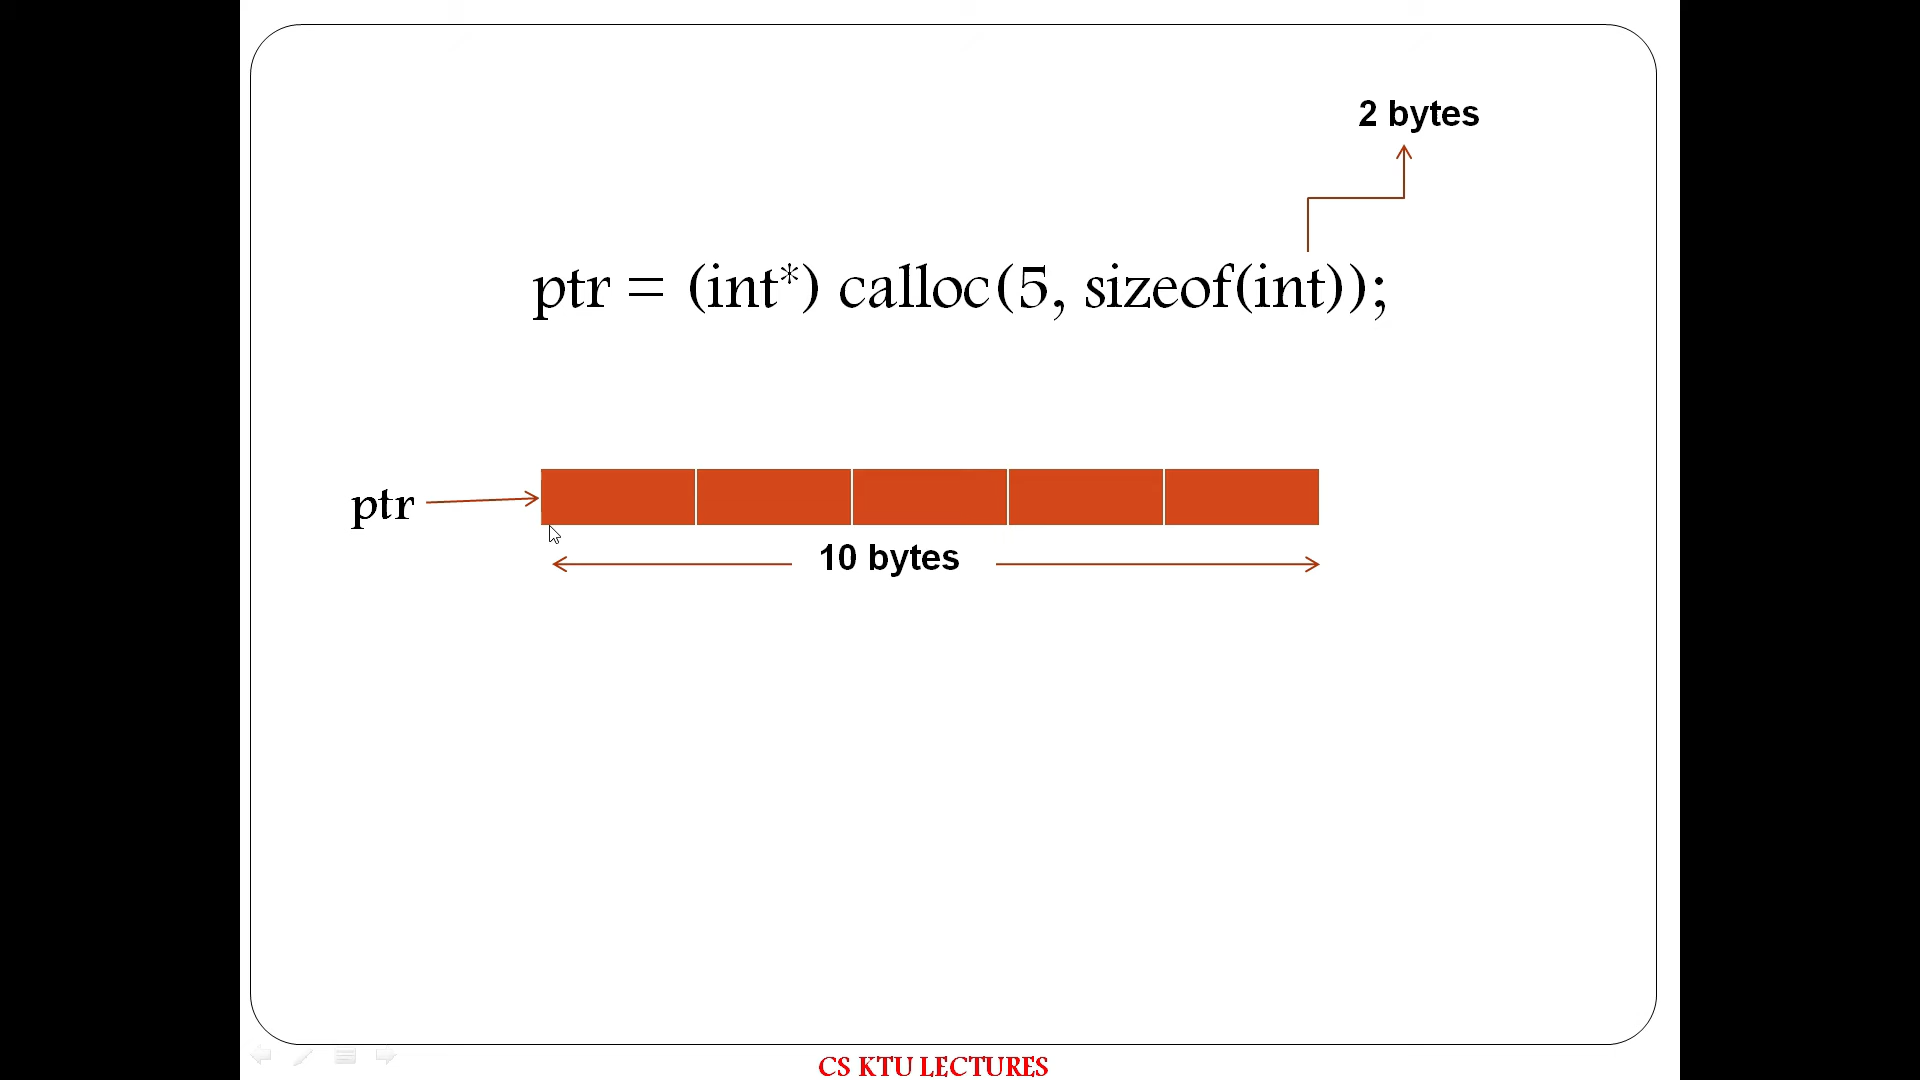 2 bytes
ptr = (int*) calloc(5, sizeof(int));
ptr
10 bytes
CS KTU LECTURES